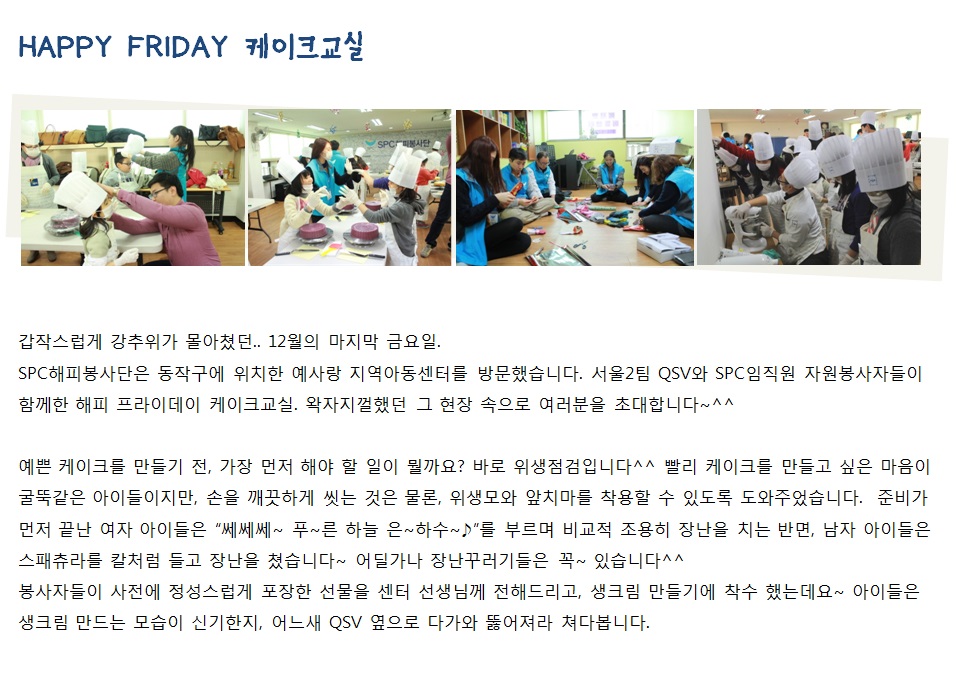 HAPPY FRIDAY 케이크교실
SPC해피봉사단
갑작스럽게 강추위가 몰아쳤던.. 12월의 마지막 금요일.
SPC해피봉사단은 동작구에 위치한 예사랑 지역아동센터를 방문했습니다. 서울2팀 QSV와 SPC임직원 자원봉사자들이
함께한 해피 프라이데이 케이크교실. 왁자지껄했던 그 현장 속으로 여러분을 초대합니다~^^
예쁜 케이크를 만들기 전, 가장 먼저 해야 할 일이 뭘까요? 바로 위생점검입니다^^ 빨리 케이크를 만들고 싶은 마음이
굴뚝같은 아이들이지만, 손을 깨끗하게 씻는 것은 물론, 위생모와 앞치마를 착용할 수 있도록 도와주었습니다. 준비가
먼저 끝난 여자 아이들은 “쎄쎄쎄~ 푸~른 하늘 은~하수~♪”를 부르며 비교적 조용히 장난을 치는 반면, 남자 아이들은
스패츄라를 칼처럼 들고 장난을 쳤습니다~ 어딜가나 장난꾸러기들은 꼭~ 있습니다^^
봉사자들이 사전에 정성스럽게 포장한 선물을 센터 선생님께 전해드리고, 생크림 만들기에 착수 했는데요~ 아이들은
생크림 만드는 모습이 신기한지, 어느새 QSV 옆으로 다가와 뚫어져라 쳐다봅니다.